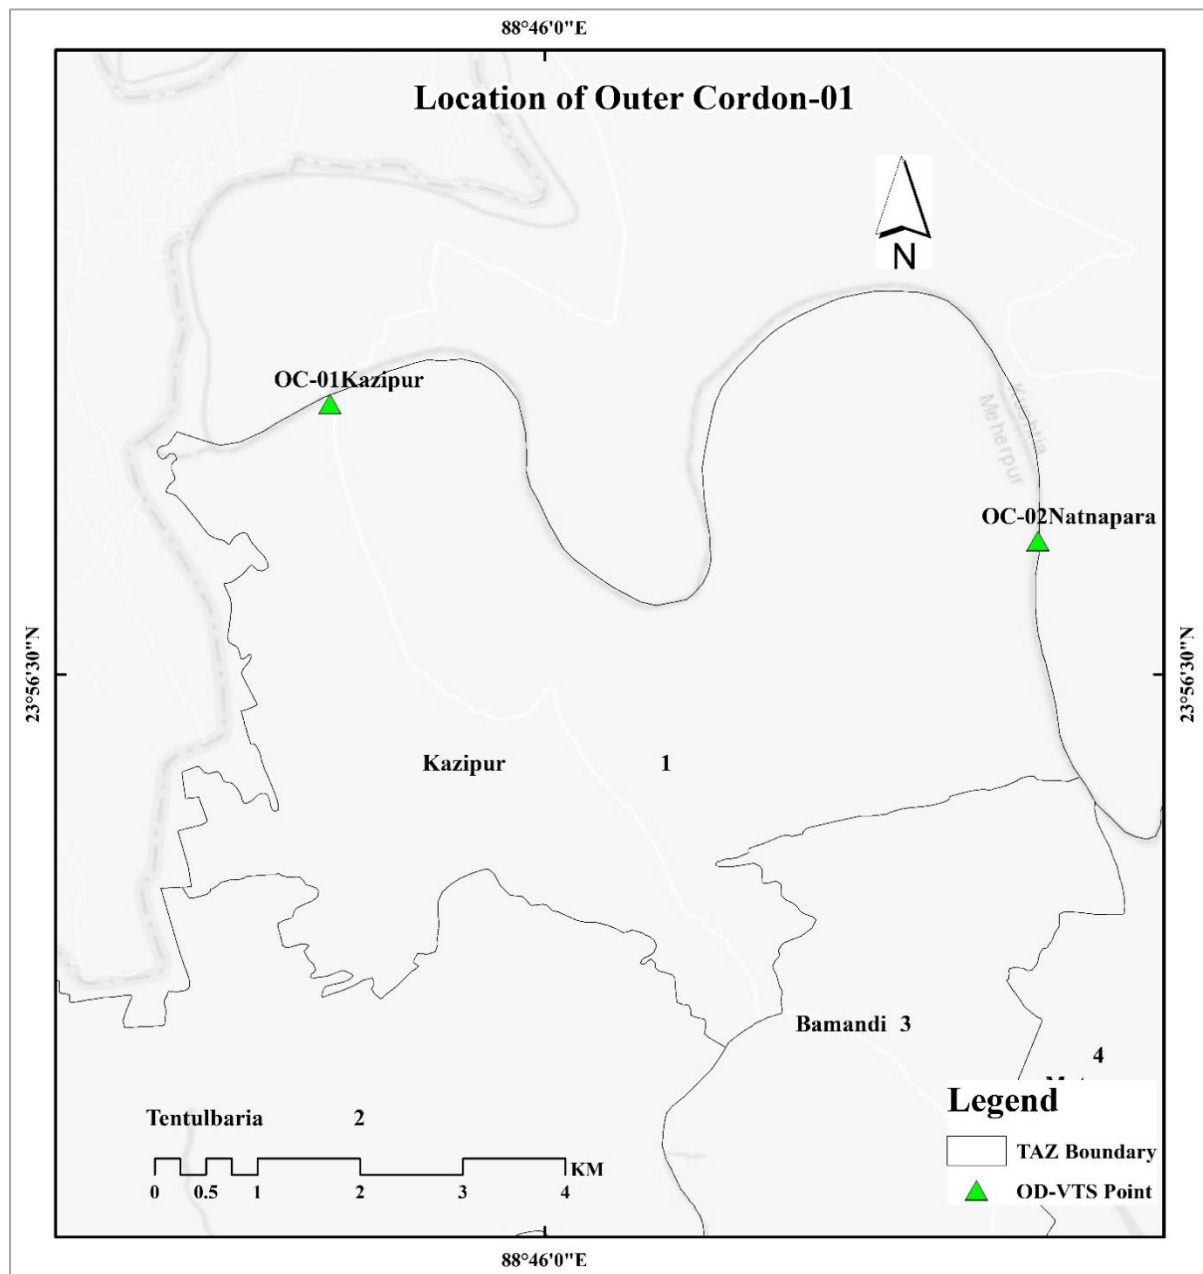 88°46'0"E
Location of Outer Cordon-01
N
OC-01Kazipur
Kushtia
Meherpur
OC-02Natnapara
23°56'30"N
23°56'30"N
Kazipur 1
Bamandi 3
4
Tentulbaria 2
KM
0 0.5 1 2 3 4
Legend
TAZ Boundary
OD-VTS Point
88°46'0"E